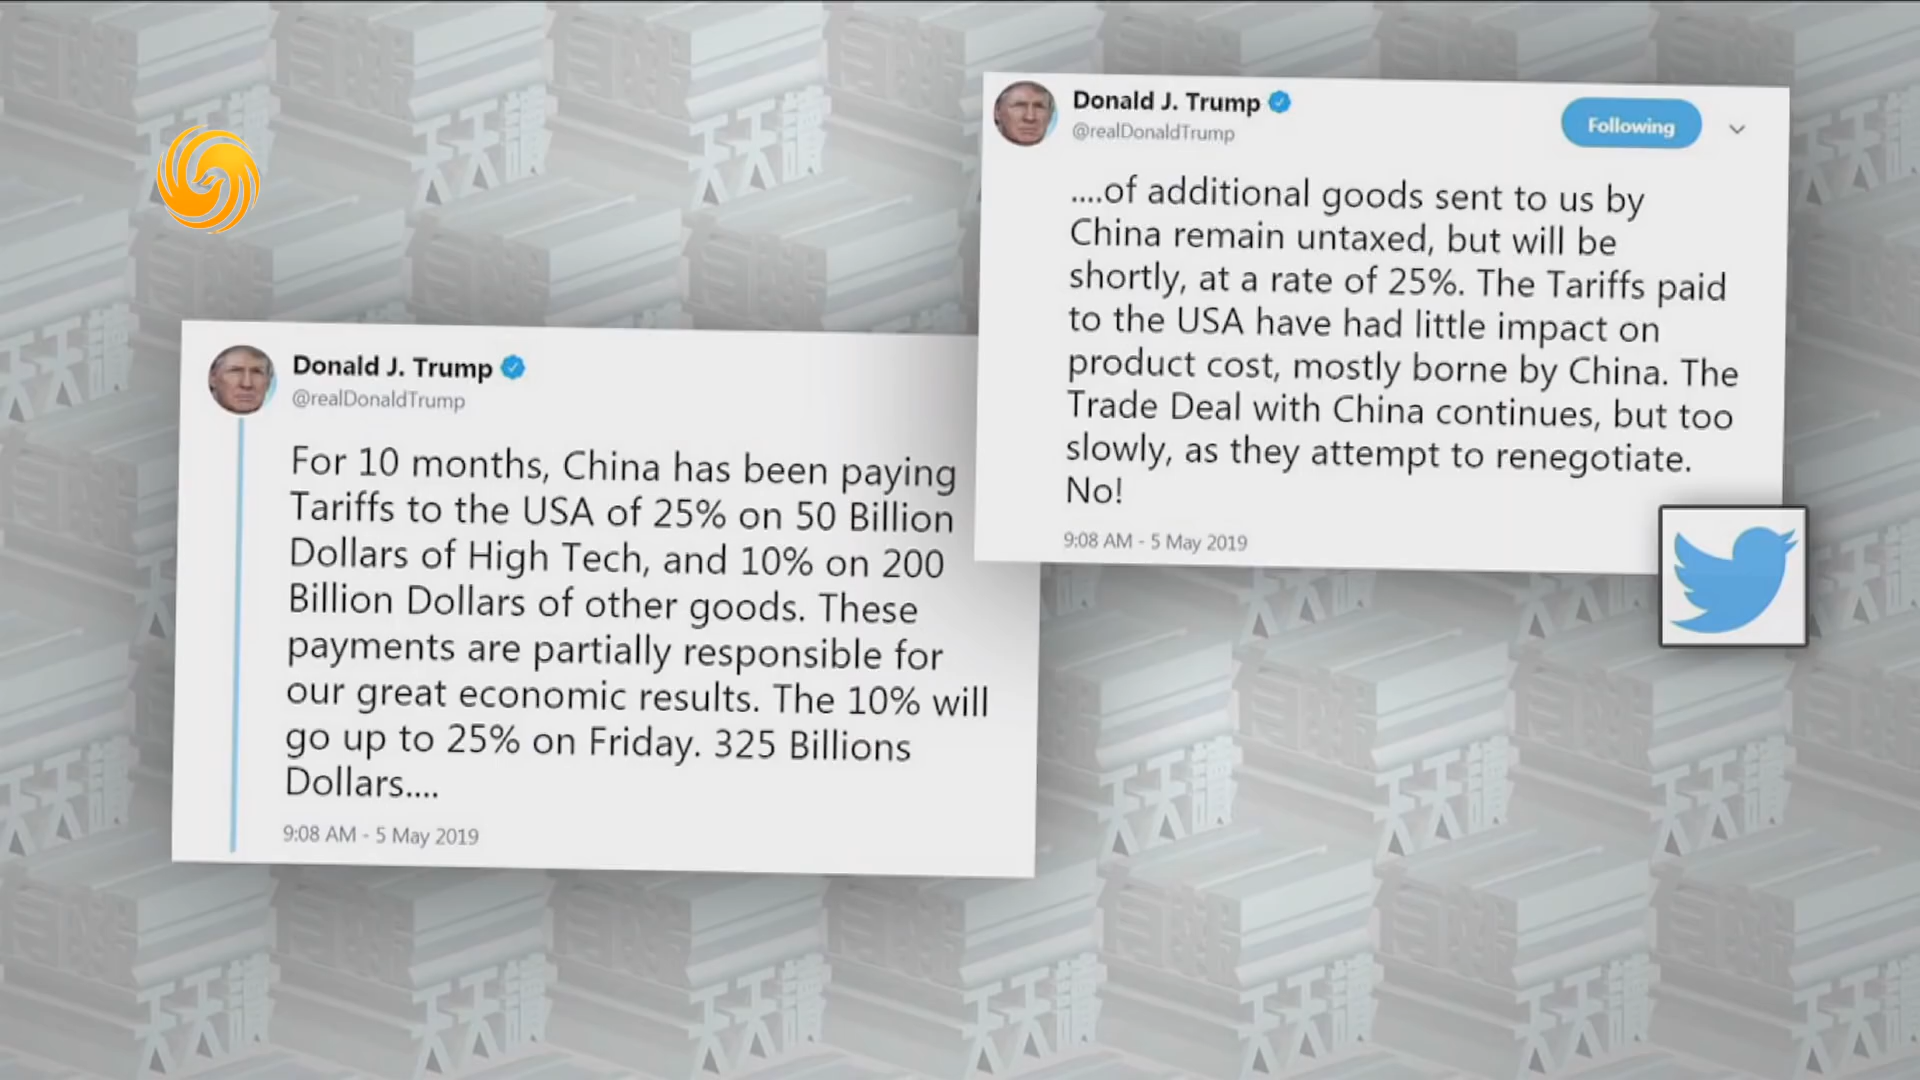 Donald J. Trump
@realDonaldTrump
For 10 months, China has been paying
Tariffs to the USA of 25% on 50 Billion
Dollars of High Tech, and 10% on 200
Billion Dollars of other goods. These
payments are partially responsible for
our great economic results. The 10% will
go up to 25% on Friday. 325 Billions
Dollars....
9:08 AM - 5 May 2019
Donald J. Trump
@realDonaldTrump
Following
....of additional goods sent to us by
China remain untaxed, but will be
shortly, at a rate of 25%. The Tariffs paid
to the USA have had little impact on
product cost, mostly borne by China. The
Trade Deal with China continues, but too
slowly, as they attempt to renegotiate.
No!
9:08 AM - 5 May 2019
天天讀